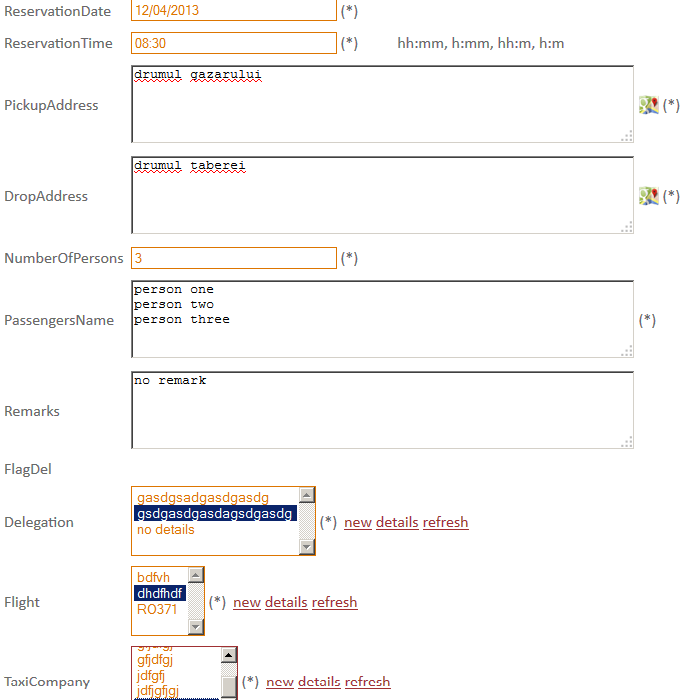 ReservationDate 12/04/2013 (*)
ReservationTime 08:30 (*) hh:mm, h:mm, hh:m, h:m
PickupAddress drumul gazarului (*)
DropAddress drumul taberei (*)
NumberOfPersons 3 (*)
PassengersName person one
person two
person three (*)
Remarks no remark
FlagDel
Delegation gasdgsadgasdgasdg
gsdgasdgasdagsdgasdg (*) new details refresh
no details
Flight bdfvh
dhdfhdf (*) new details refresh
RO371
TaxiCompany gfjdfgj
jdfgfj (*) new details refresh
jdfjgfjgj